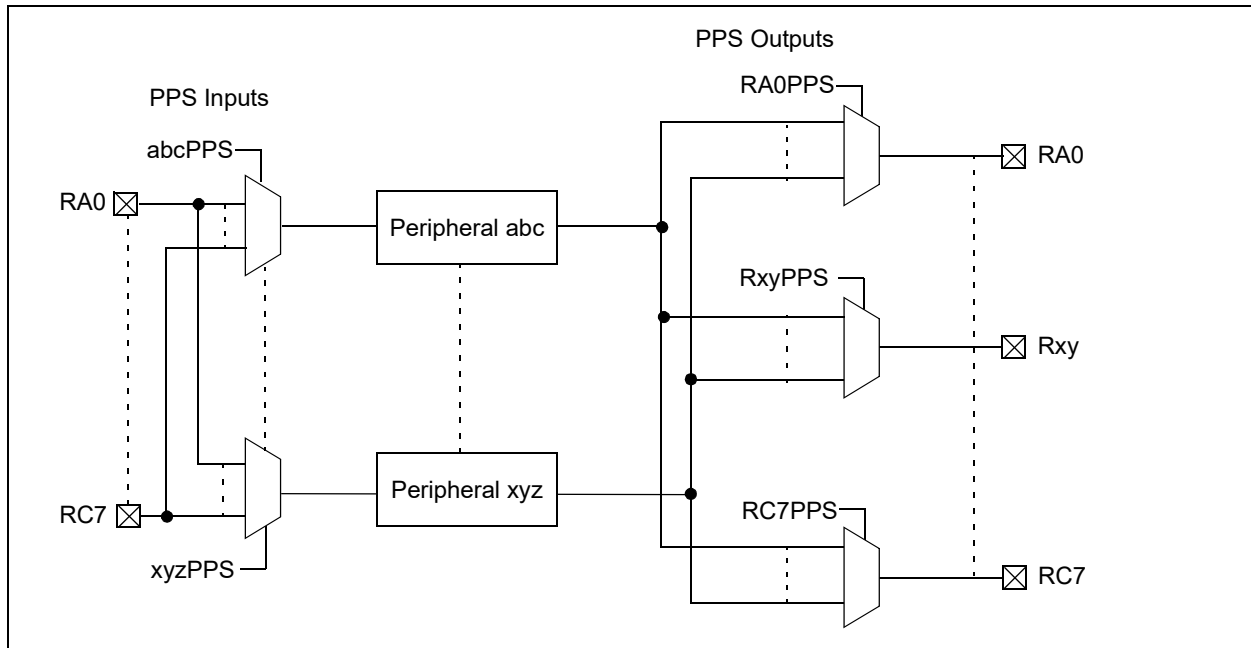 PPS Outputs
RA0PPS
PPS Inputs
abcPPS
RA0
Peripheral abc
RA0
RxyPPS
Rxy
Peripheral xyz
RC7
RC7PPS
xyzPPS
RC7